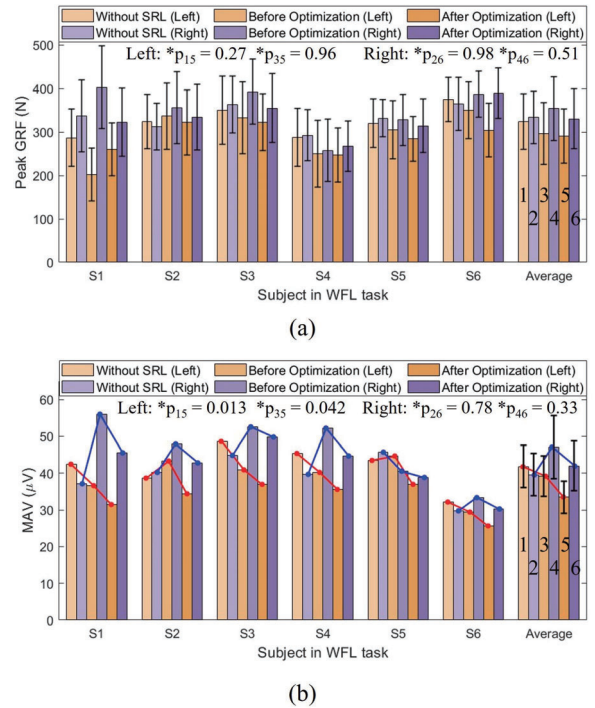 Without SRL (Left) Before Optimization (Left) After Optimization (Left)
Without SRL (Right) Before Optimization (Right) After Optimization (Right)
Left: *p15 = 0.27 *p35 = 0.96 Right: *p26 = 0.98 *p46 = 0.51
Peak GRF (N)
500
400
300
200
100
0
1 3 5
2 4 6
S1 S2 S3 S4 S5 S6 Average
Subject in WFL task
(a)
Without SRL (Left) Before Optimization (Left) After Optimization (Left)
Without SRL (Right) Before Optimization (Right) After Optimization (Right)
Left: *p15 = 0.013 *p35 = 0.042 Right: *p26 = 0.78 *p46 = 0.33
MAV (μV)
60
50
40
30
20
10
0
1 3 5
2 4 6
S1 S2 S3 S4 S5 S6 Average
Subject in WFL task
(b)